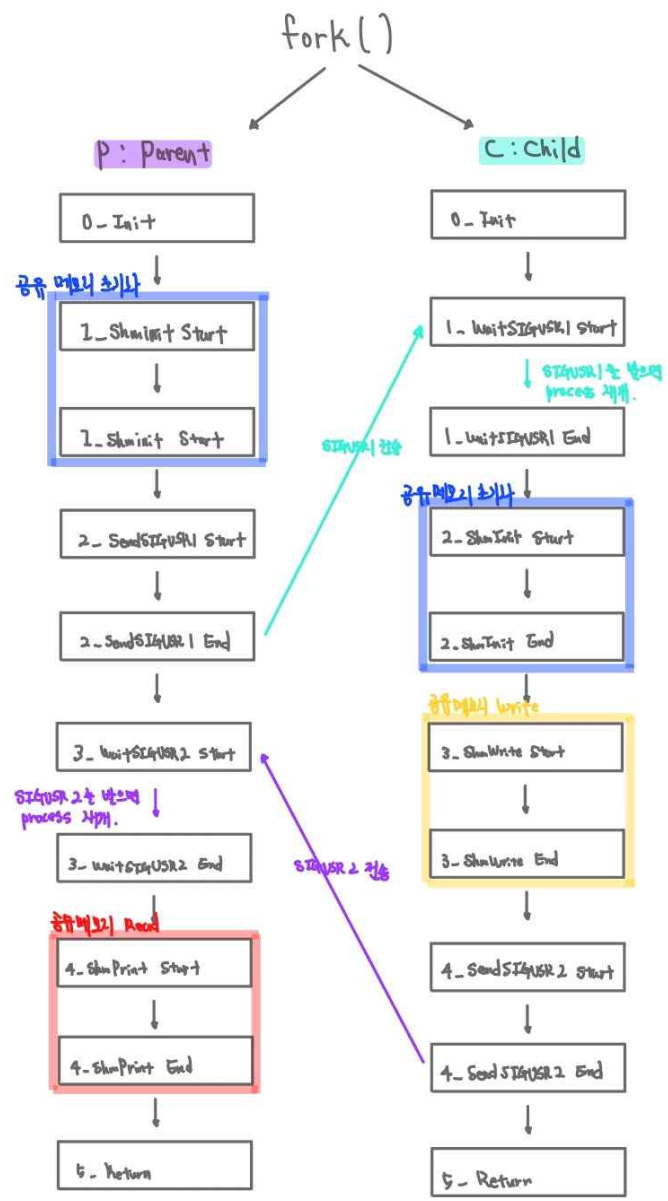 fork()
P: Parent
0_Init
공유 메모리 초기화
1_Shminit Start
1_Shminit Start
2_SendSIGUSR1 Start
2_SendSIGUSR1 End
3_WaitSIGUSR2 Start
SIGUSR2를 받으면
process 재개.
3_WaitSIGUSR2 End
공유메모리 Read
4_ShmPrint Start
4_ShmPrint End
5_Return
SIGUSR1 전송
SIGUSR2 전송
C: Child
0_Init
1_WaitSIGUSR1 Start
SIGUSR1을 받으면
process 재개.
1_WaitSIGUSR1 End
공유메모리 초기화
2_ShmInit Start
2_ShmInit End
공유메모리 Write
3_ShmWrite Start
3_ShmWrite End
4_SendSIGUSR2 Start
4_SendSIGUSR2 End
5_Return